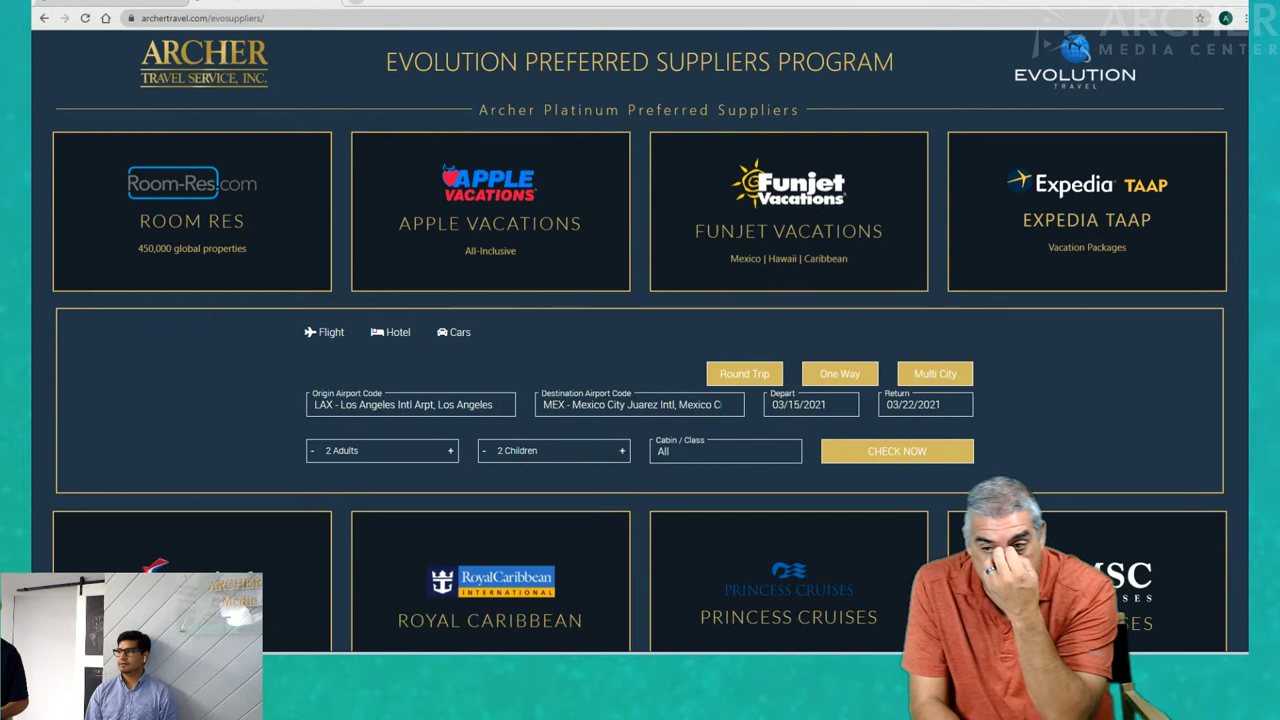 archertravel.com/evosuppliers/
A
ARCHER
MEDIA CENTER
ARCHER
TRAVEL SERVICE, INC.
EVOLUTION PREFERRED SUPPLIERS PROGRAM
EVOLUTION
TRAVEL
Archer Platinum Preferred Suppliers
Room-Res.com
ROOM RES
450,000 global properties
APPLE
VACATIONS
APPLE VACATIONS
All-Inclusive
Funjet
Vacations
FUNJET VACATIONS
Mexico | Hawaii | Caribbean
Expedia TAAP
EXPEDIA TAAP
Vacation Packages
Flight Hotel Cars
Round Trip One Way Multi City
Origin Airport Code Destination Airport Code Depart Return
LAX - Los Angeles Intl Arpt, Los Angeles MEX - Mexico City Juarez Intl, Mexico C 03/15/2021 03/22/2021
Cabin / Class
- 2 Adults + - 2 Children + All CHECK NOW
RoyalCaribbean
INTERNATIONAL
ROYAL CARIBBEAN
PRINCESS CRUISES
PRINCESS CRUISES
MSC
ARCHER
Media